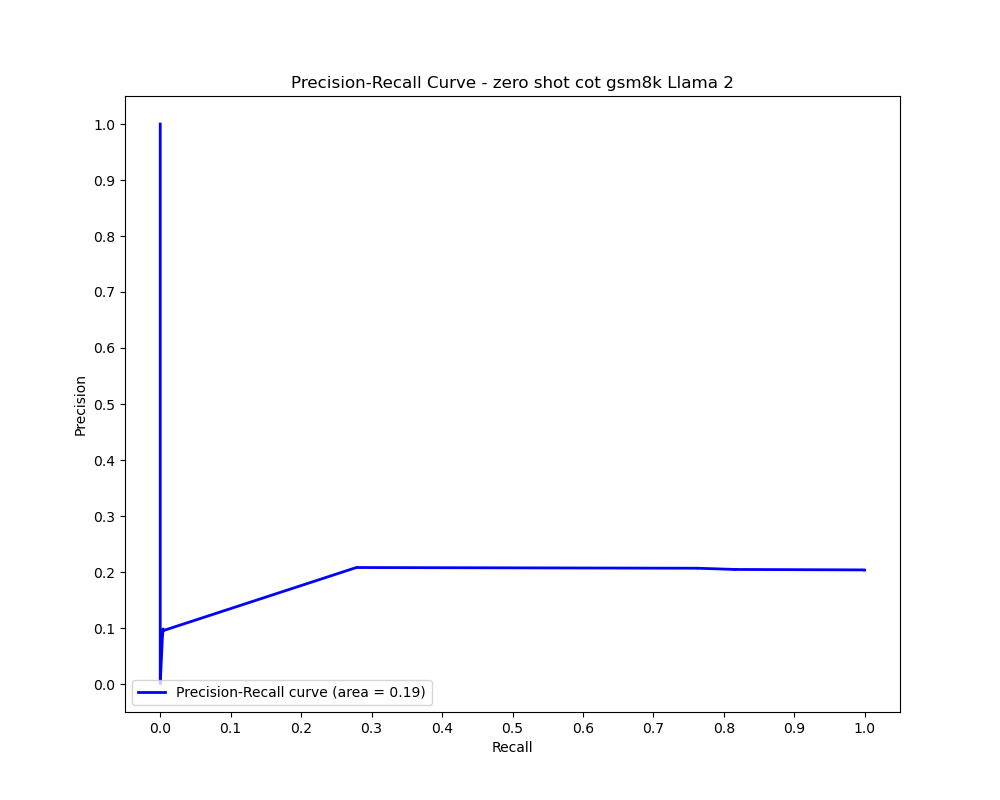 Precision-Recall Curve - zero shot cot gsm8k Llama 2
1.0
0.9
0.8
0.7
0.6
0.5
0.4
0.3
0.2
0.1
0.0
Precision
Precision-Recall curve (area = 0.19)
0.0 0.1 0.2 0.3 0.4 0.5 0.6 0.7 0.8 0.9 1.0
Recall